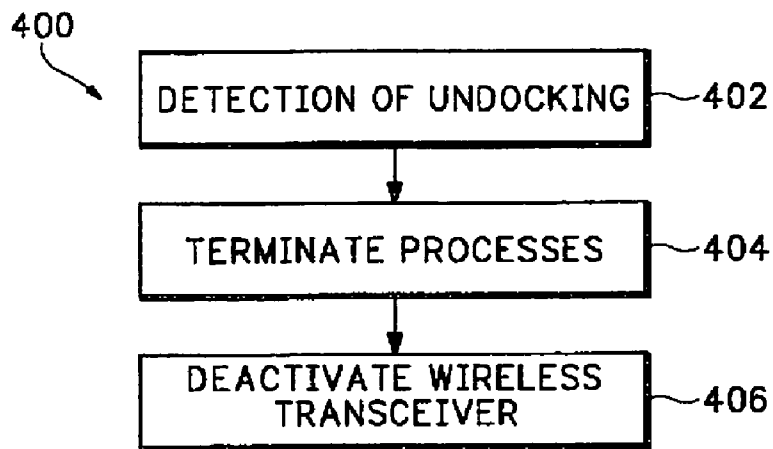 400
DETECTION OF UNDOCKING
402
TERMINATE PROCESSES
404
DEACTIVATE WIRELESS
TRANSCEIVER
406